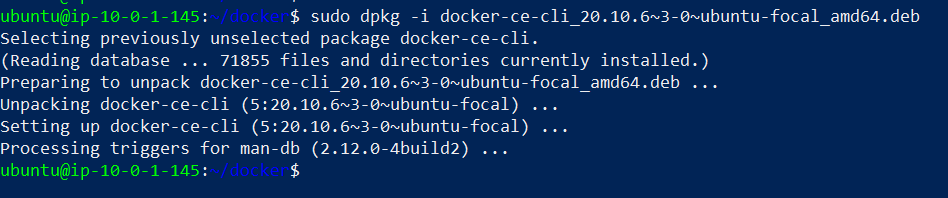 ubuntu@ip-10-0-1-145:~/docker$ sudo dpkg -i docker-ce-cli_20.10.6~3-0~ubuntu-focal_amd64.deb
Selecting previously unselected package docker-ce-cli.
(Reading database ... 71855 files and directories currently installed.)
Preparing to unpack docker-ce-cli_20.10.6~3-0~ubuntu-focal_amd64.deb ...
Unpacking docker-ce-cli (5:20.10.6~3-0~ubuntu-focal) ...
Setting up docker-ce-cli (5:20.10.6~3-0~ubuntu-focal) ...
Processing triggers for man-db (2.12.0-4build2) ...
ubuntu@ip-10-0-1-145:~/docker$